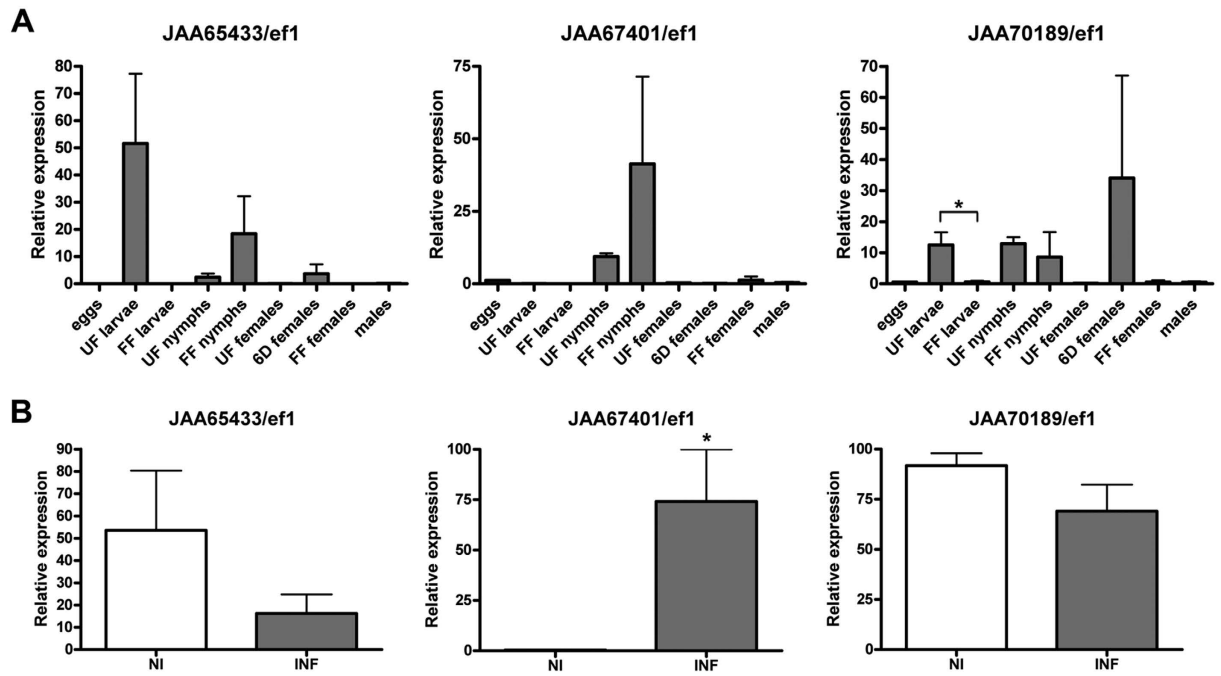 A
JAA65433/ef1
Relative expression
80
70
60
50
40
30
20
10
0
eggs
UF larvae
FF larvae
UF nymphs
FF nymphs
UF females
6D females
FF females
males
JAA67401/ef1
Relative expression
75
50
25
0
eggs
UF larvae
FF larvae
UF nymphs
FF nymphs
UF females
6D females
FF females
males
JAA70189/ef1
Relative expression
70
60
50
40
30
20
10
0
*
eggs
UF larvae
FF larvae
UF nymphs
FF nymphs
UF females
6D females
FF females
males
B
JAA65433/ef1
Relative expression
90
80
70
60
50
40
30
20
10
0
NI INF
JAA67401/ef1
Relative expression
100
75
50
25
0
*
NI INF
JAA70189/ef1
Relative expression
100
75
50
25
0
NI INF